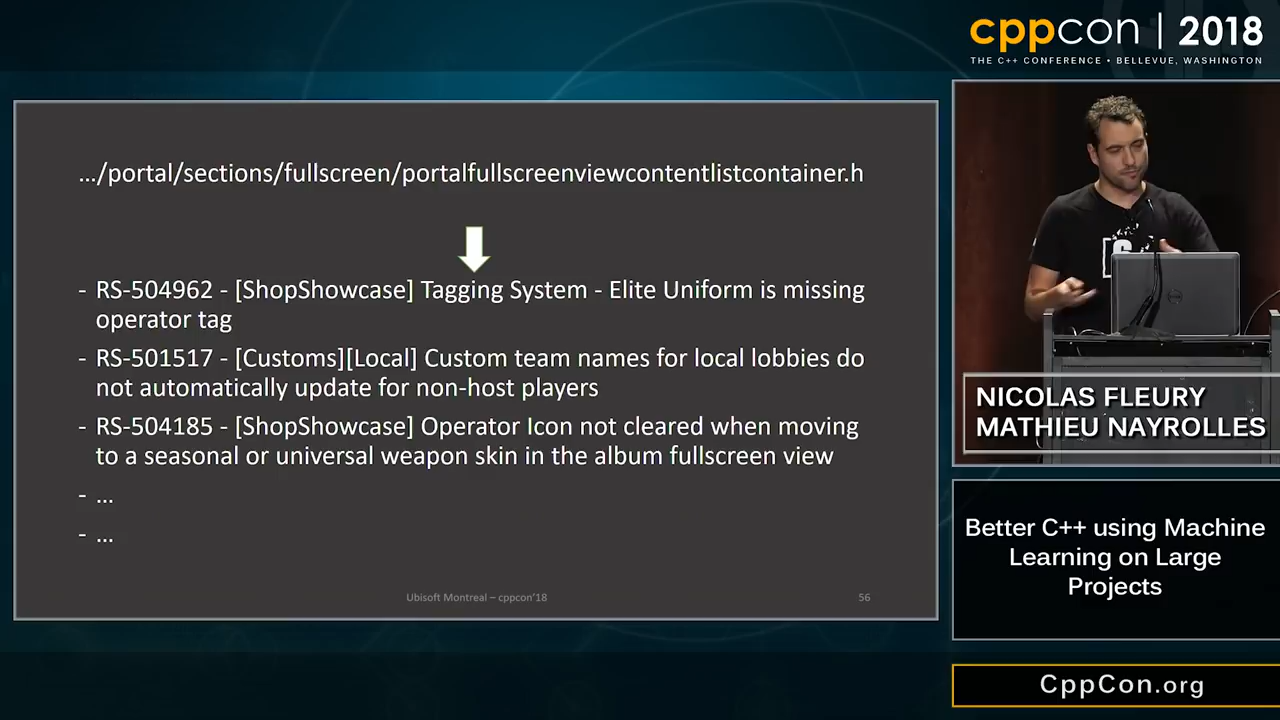 cppcon | 2018
THE C++ CONFERENCE • BELLEVUE, WASHINGTON
.../portal/sections/fullscreen/portalfullscreenviewcontentlistcontainer.h
- RS-504962 - [ShopShowcase] Tagging System - Elite Uniform is missing
operator tag
- RS-501517 - [Customs][Local] Custom team names for local lobbies do
not automatically update for non-host players
- RS-504185 - [ShopShowcase] Operator Icon not cleared when moving
to a seasonal or universal weapon skin in the album fullscreen view
- ...
- ...
Ubisoft Montreal – cppcon'18
56
NICOLAS FLEURY
MATHIEU NAYROLLES
Better C++ using Machine
Learning on Large
Projects
CppCon.org